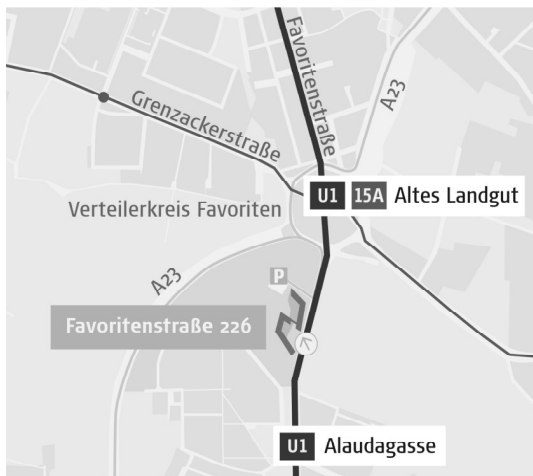 Favoritenstraße
A23
Grenzackerstraße
U1 15A Altes Landgut
Verteilerkreis Favoriten
A23
P
Favoritenstraße 226
U1 Alaudagasse